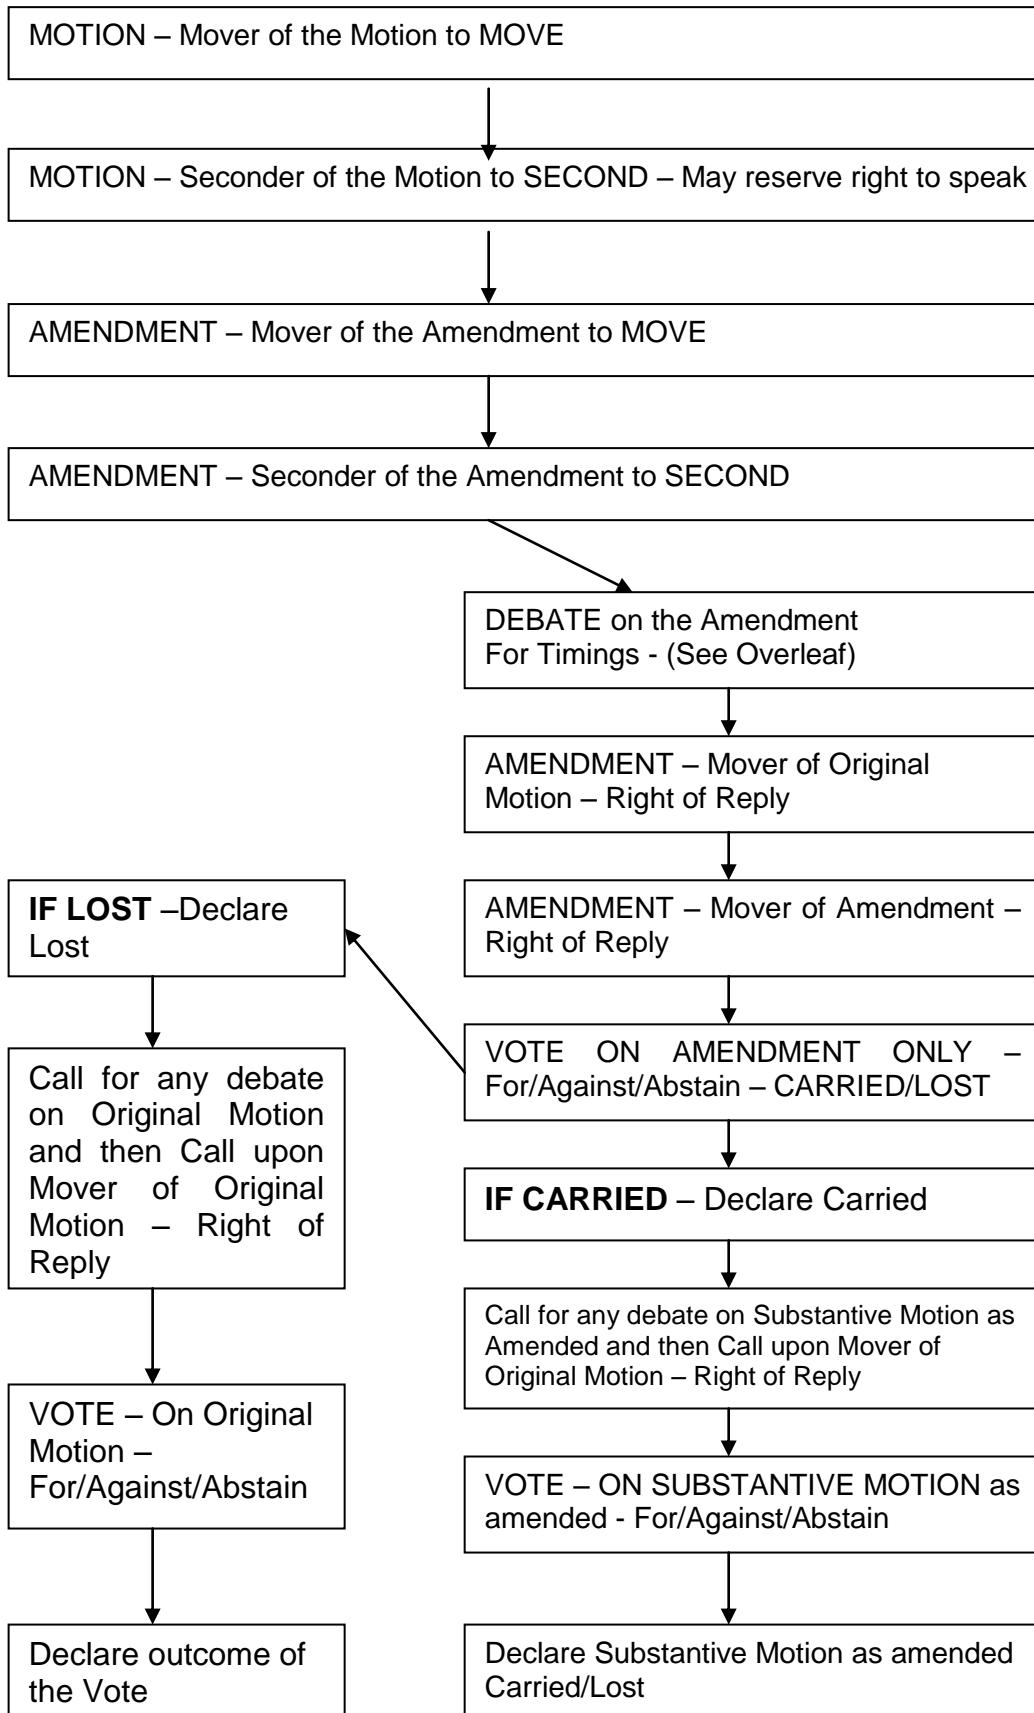 MOTION – Mover of the Motion to MOVE
MOTION – Seconder of the Motion to SECOND – May reserve right to speak
AMENDMENT – Mover of the Amendment to MOVE
AMENDMENT – Seconder of the Amendment to SECOND
DEBATE on the Amendment
For Timings - (See Overleaf)
AMENDMENT – Mover of Original
Motion – Right of Reply
AMENDMENT – Mover of Amendment –
Right of Reply
VOTE ON AMENDMENT ONLY –
For/Against/Abstain – CARRIED/LOST
IF LOST –Declare
Lost
Call for any debate
on Original Motion
and then Call upon
Mover of Original
Motion – Right of
Reply
VOTE – On Original
Motion –
For/Against/Abstain
Declare outcome of
the Vote
IF CARRIED – Declare Carried
Call for any debate on Substantive Motion as
Amended and then Call upon Mover of
Original Motion – Right of Reply
VOTE – ON SUBSTANTIVE MOTION as
amended - For/Against/Abstain
Declare Substantive Motion as amended
Carried/Lost